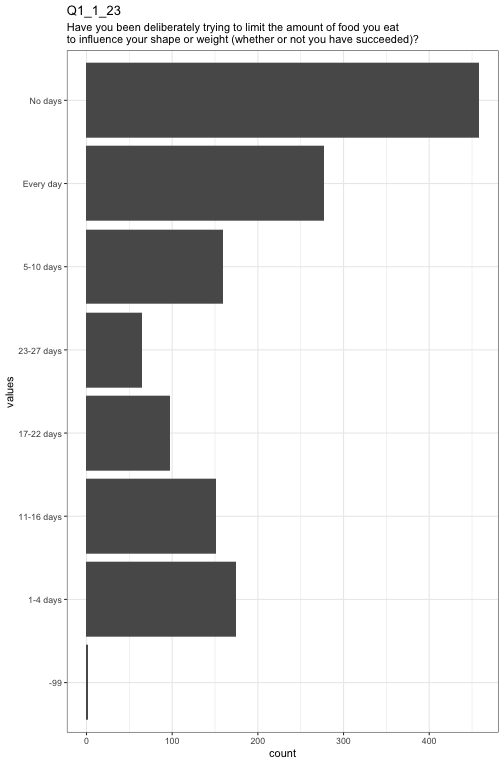 Q1_1_23
Have you been deliberately trying to limit the amount of food you eat
to influence your shape or weight (whether or not you have succeeded)?
No days
Every day
5-10 days
23-27 days
17-22 days
11-16 days
1-4 days
-99
values
0 100 200 300 400
count